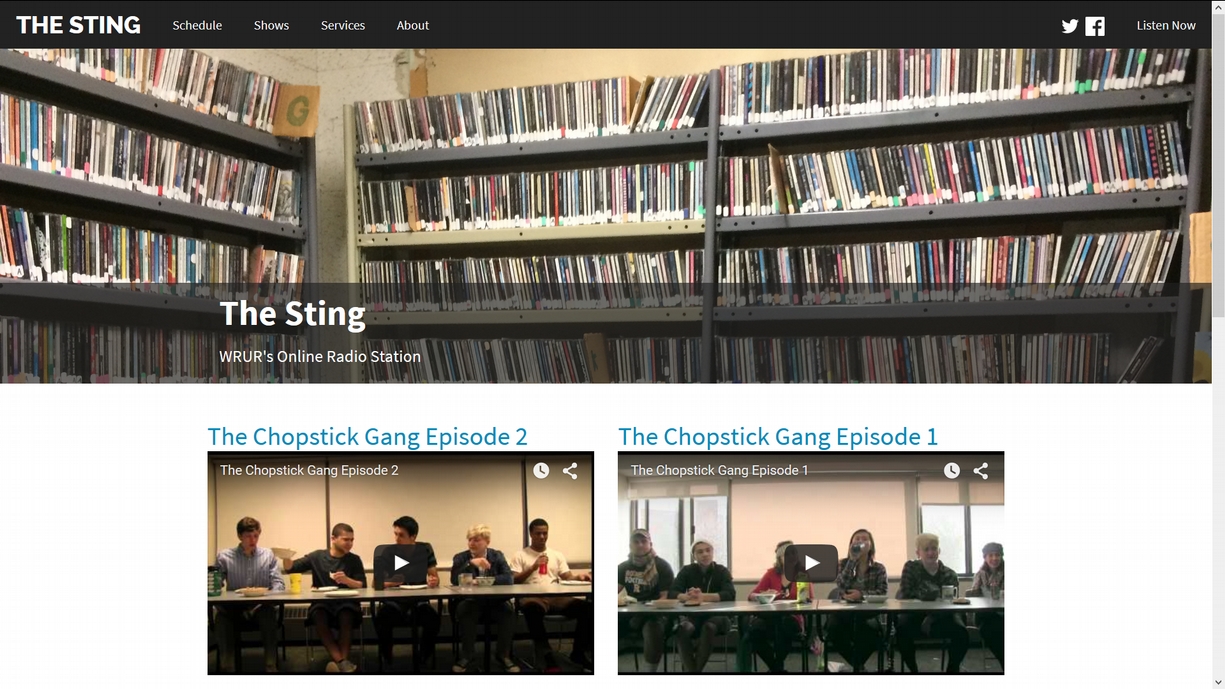 THE STING Schedule Shows Services About Listen Now
G
The Sting
WRUR's Online Radio Station
The Chopstick Gang Episode 2
The Chopstick Gang Episode 1
The Chopstick Gang Episode 2
The Chopstick Gang Episode 1